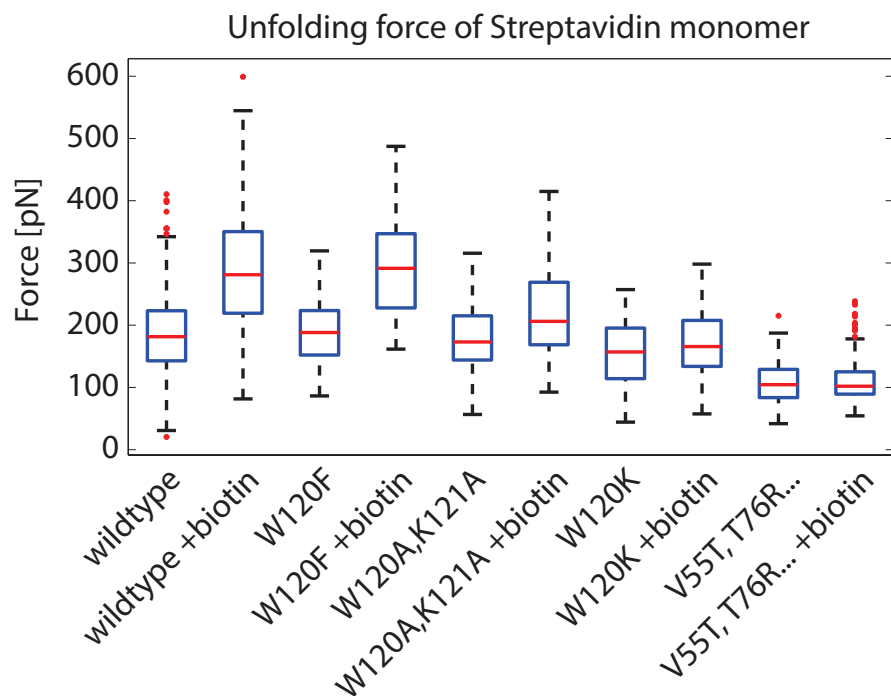 Unfolding force of Streptavidin monomer
Force [pN]
600
500
400
300
200
100
0
wildtype
wildtype +biotin
W120F
W120F +biotin
W120A,K121A
W120A,K121A +biotin
W120K
W120K +biotin
V55T, T76R...
V55T, T76R... +biotin